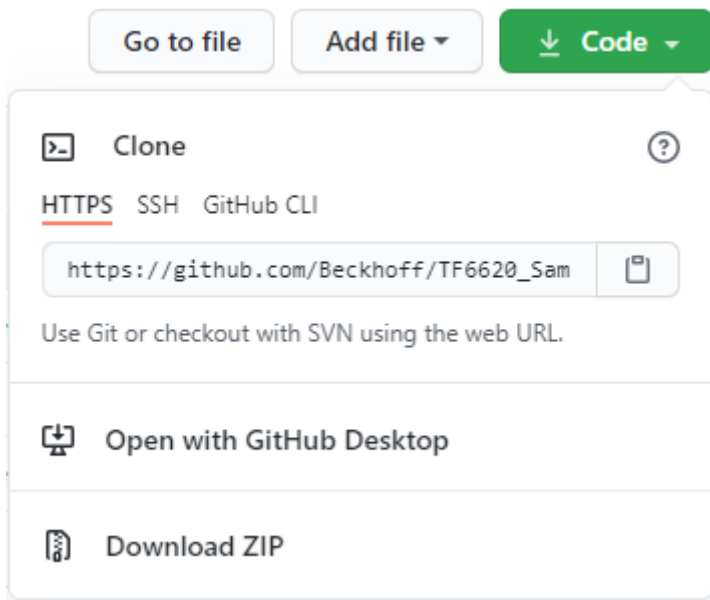 Go to file Add file Code
Clone
HTTPS SSH GitHub CLI
https://github.com/Beckhoff/TF6620_Sam
Use Git or checkout with SVN using the web URL.
Open with GitHub Desktop
Download ZIP